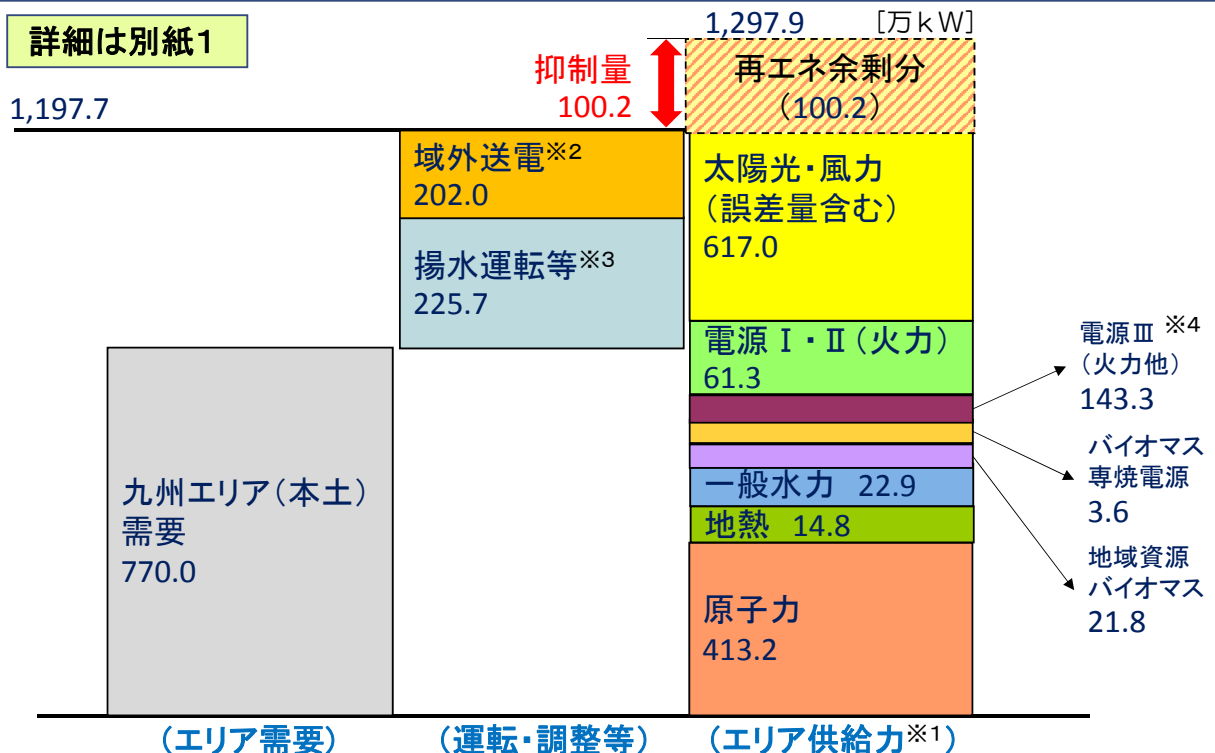 詳細は別紙1
1,297.9 [万kW]
抑制量
100.2
再エネ余剰分
(100.2)
1,197.7
域外送電※2
202.0
揚水運転等※3
225.7
太陽光・風力
(誤差量含む)
617.0
電源Ⅰ・Ⅱ(火力)
61.3
電源Ⅲ ※4
(火力他)
143.3
バイオマス
専焼電源
3.6
地域資源
バイオマス
21.8
一般水力 22.9
地熱 14.8
原子力
413.2
九州エリア(本土)
需要
770.0
(エリア需要)
(運転・調整等)
(エリア供給力※1)